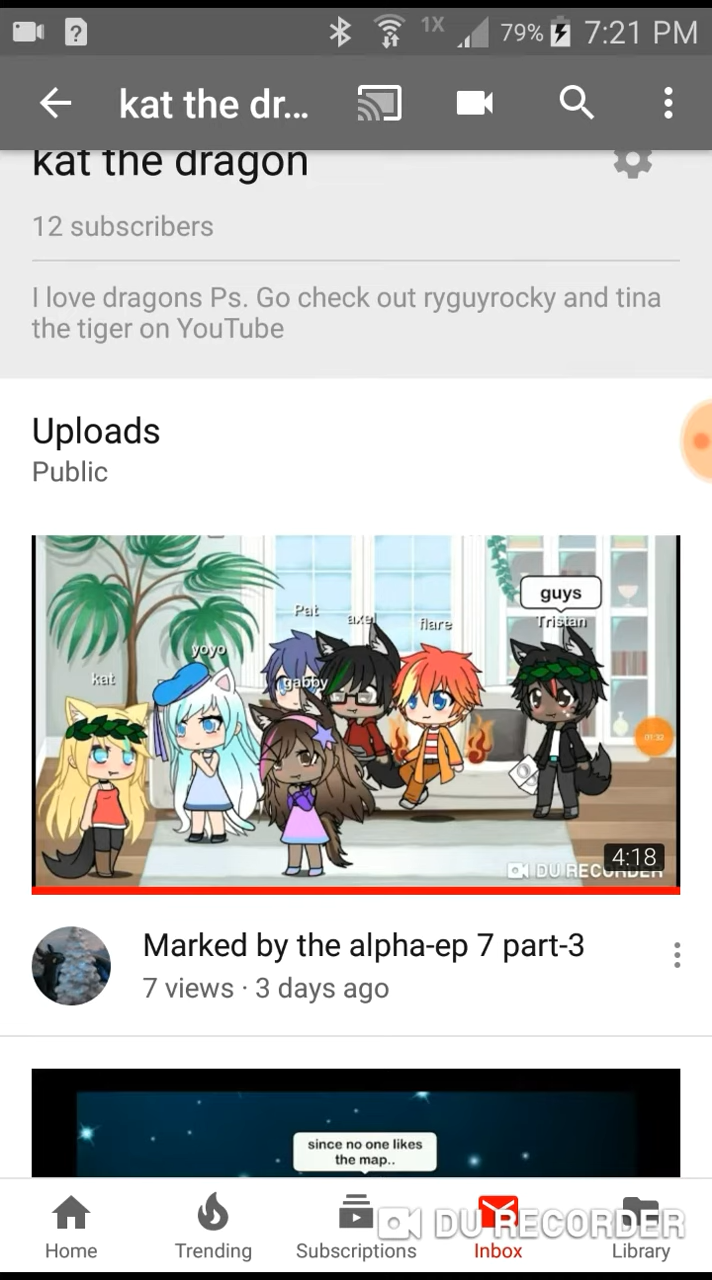 1X 79% 7:21 PM
kat the dr...
kat the dragon
12 subscribers
I love dragons Ps. Go check out ryguyrocky and tina
the tiger on YouTube
Uploads
Public
guys
Pat
axel
flare
Tristan
yoyo
kat
gabby
01:32
4:18
DU RECORDER
Marked by the alpha-ep 7 part-3
7 views · 3 days ago
since no one likes
the map..
DU RECORDER
Home Trending Subscriptions Inbox Library